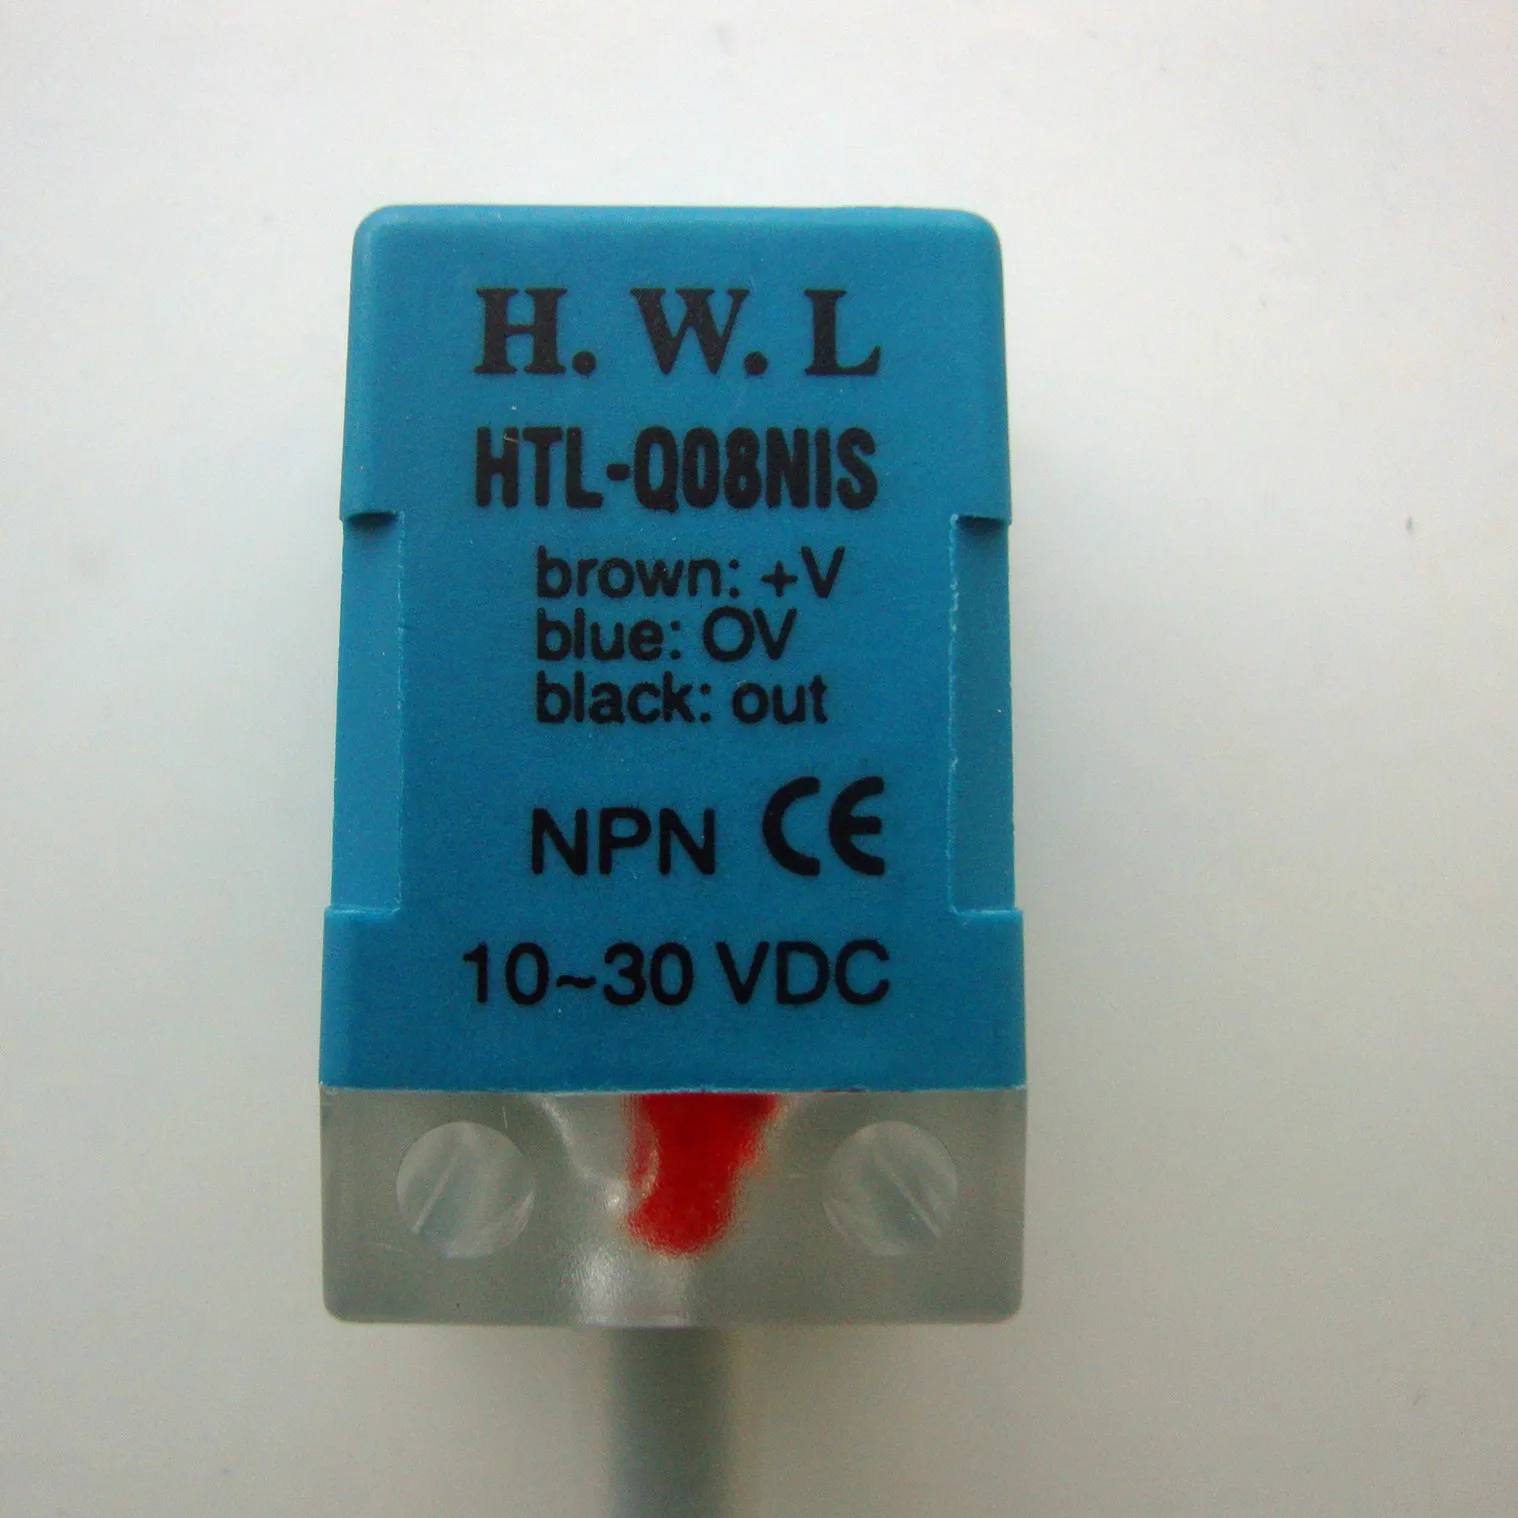 H. W. L
HTL-Q08NIS
brown: +V
blue: OV
black: out
NPN CE
10~30 VDC